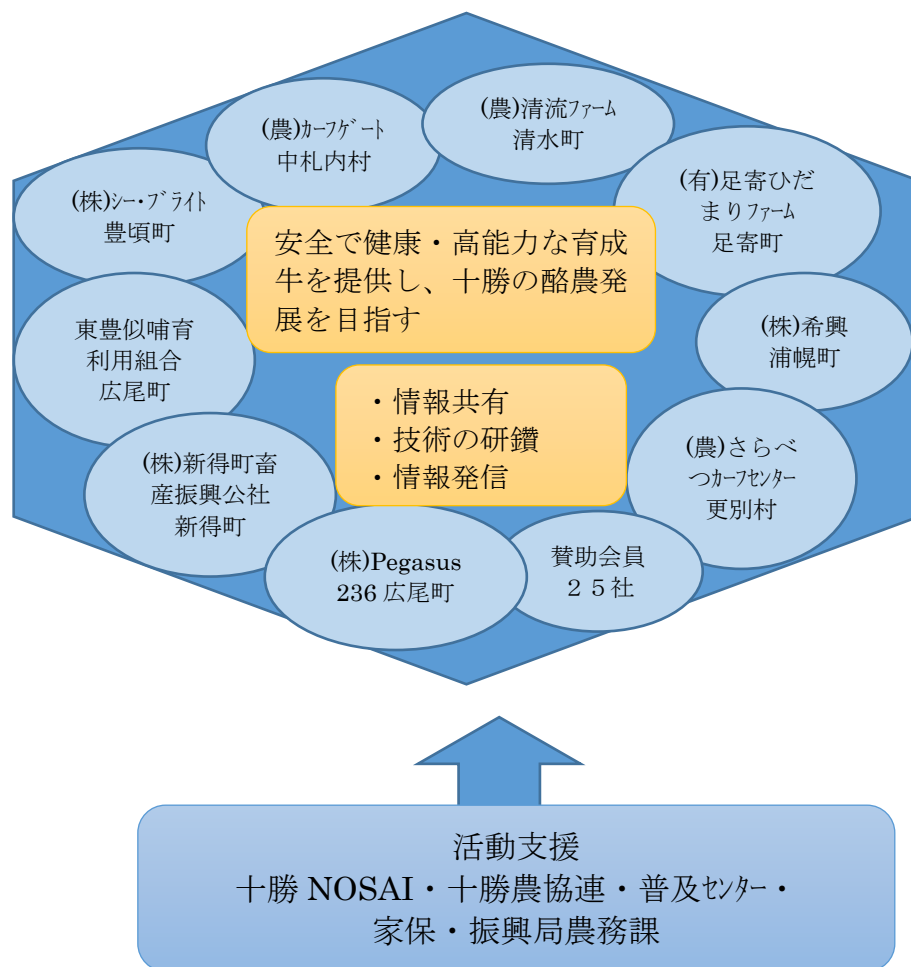 (農)ｶｰﾌｹﾞｰﾄ
中札内村
(農)清流ﾌｧｰﾑ
清水町
(株)ｼｰ・ﾌﾞﾗｲﾄ
豊頃町
(有)足寄ひだ
まりﾌｧｰﾑ
足寄町
安全で健康・高能力な育成
牛を提供し、十勝の酪農発
展を目指す
東豊似哺育
利用組合
広尾町
(株)希興
浦幌町
・情報共有
・技術の研鑽
・情報発信
(株)新得町畜
産振興公社
新得町
(農)さらべ
つｶｰﾌｾﾝﾀｰ
更別村
(株)Pegasus
236 広尾町
賛助会員
２５社
活動支援
十勝 NOSAI・十勝農協連・普及ｾﾝﾀｰ・
家保・振興局農務課